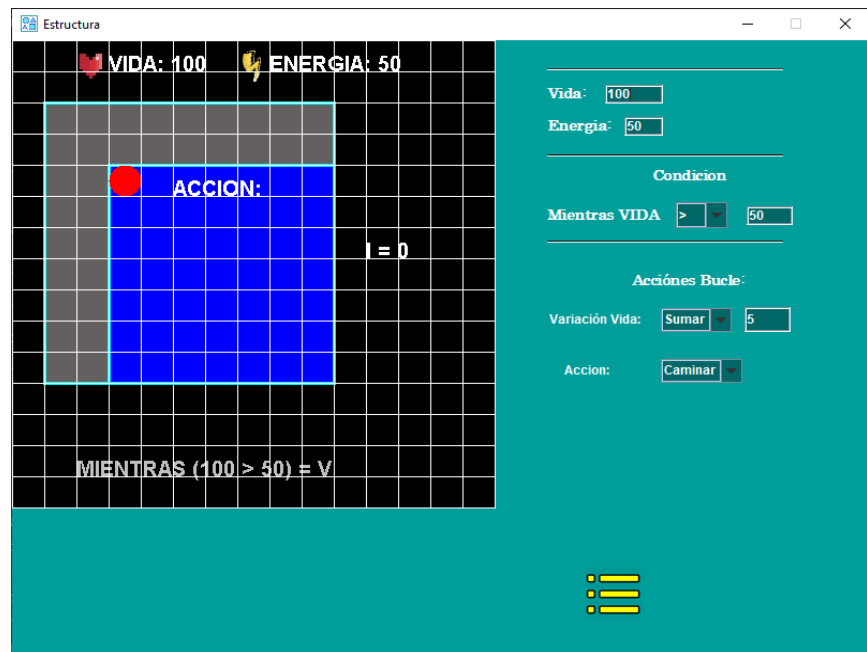 Estructura
VIDA: 100 ENERGIA: 50
ACCION:
I = 0
MIENTRAS (100 > 50) = V
Vida: 100
Energia: 50
Condicion
Mientras VIDA > 50
Acciónes Bucle:
Variación Vida: Sumar 5
Accion: Caminar